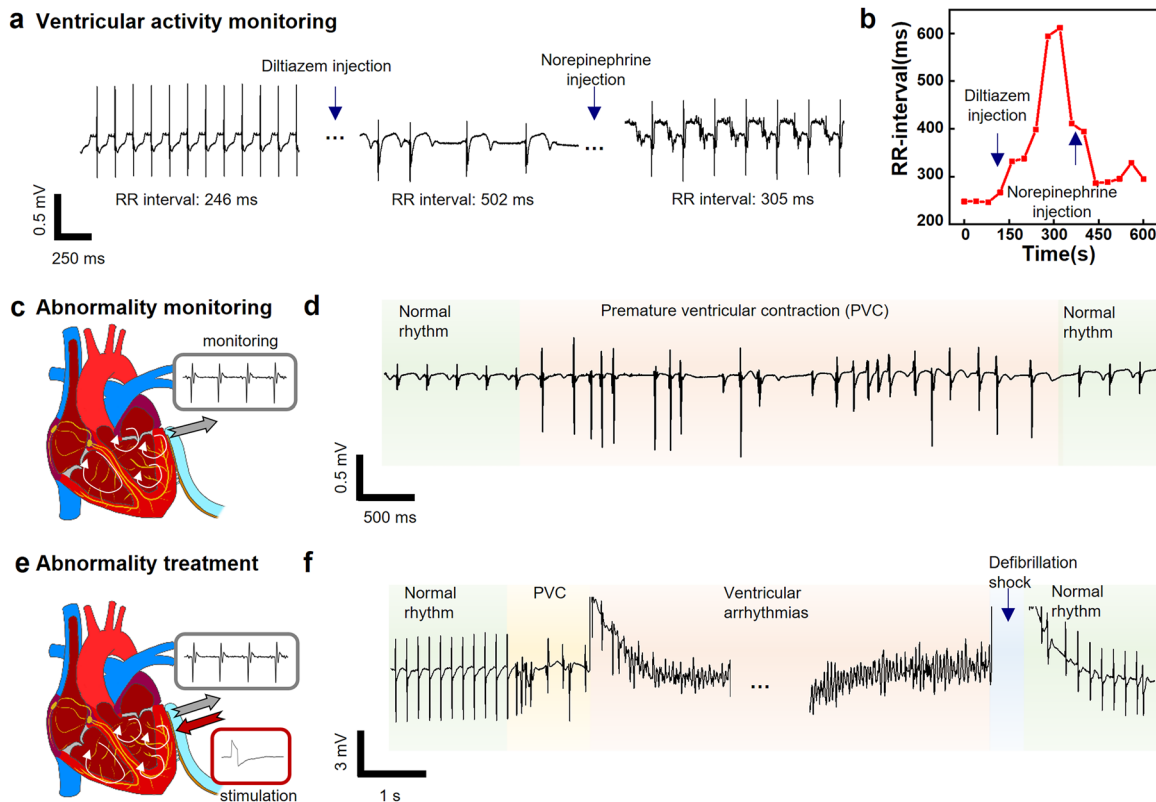 a Ventricular activity monitoring
Diltiazem injection
Norepinephrine
injection
...
...
RR interval: 246 ms
RR interval: 502 ms
RR interval: 305 ms
0.5 mV
250 ms
b
RR-interval(ms)
600
500
400
300
200
Diltiazem
injection
Norepinephrine
injection
0
150
300
450
600
Time(s)
c Abnormality monitoring
monitoring
d
Normal
rhythm
Premature ventricular contraction (PVC)
Normal
rhythm
0.5 mV
500 ms
e Abnormality treatment
stimulation
f
Normal
rhythm
PVC
Ventricular
arrhythmias
...
Defibrillation
shock
Normal
rhythm
3 mV
1 s